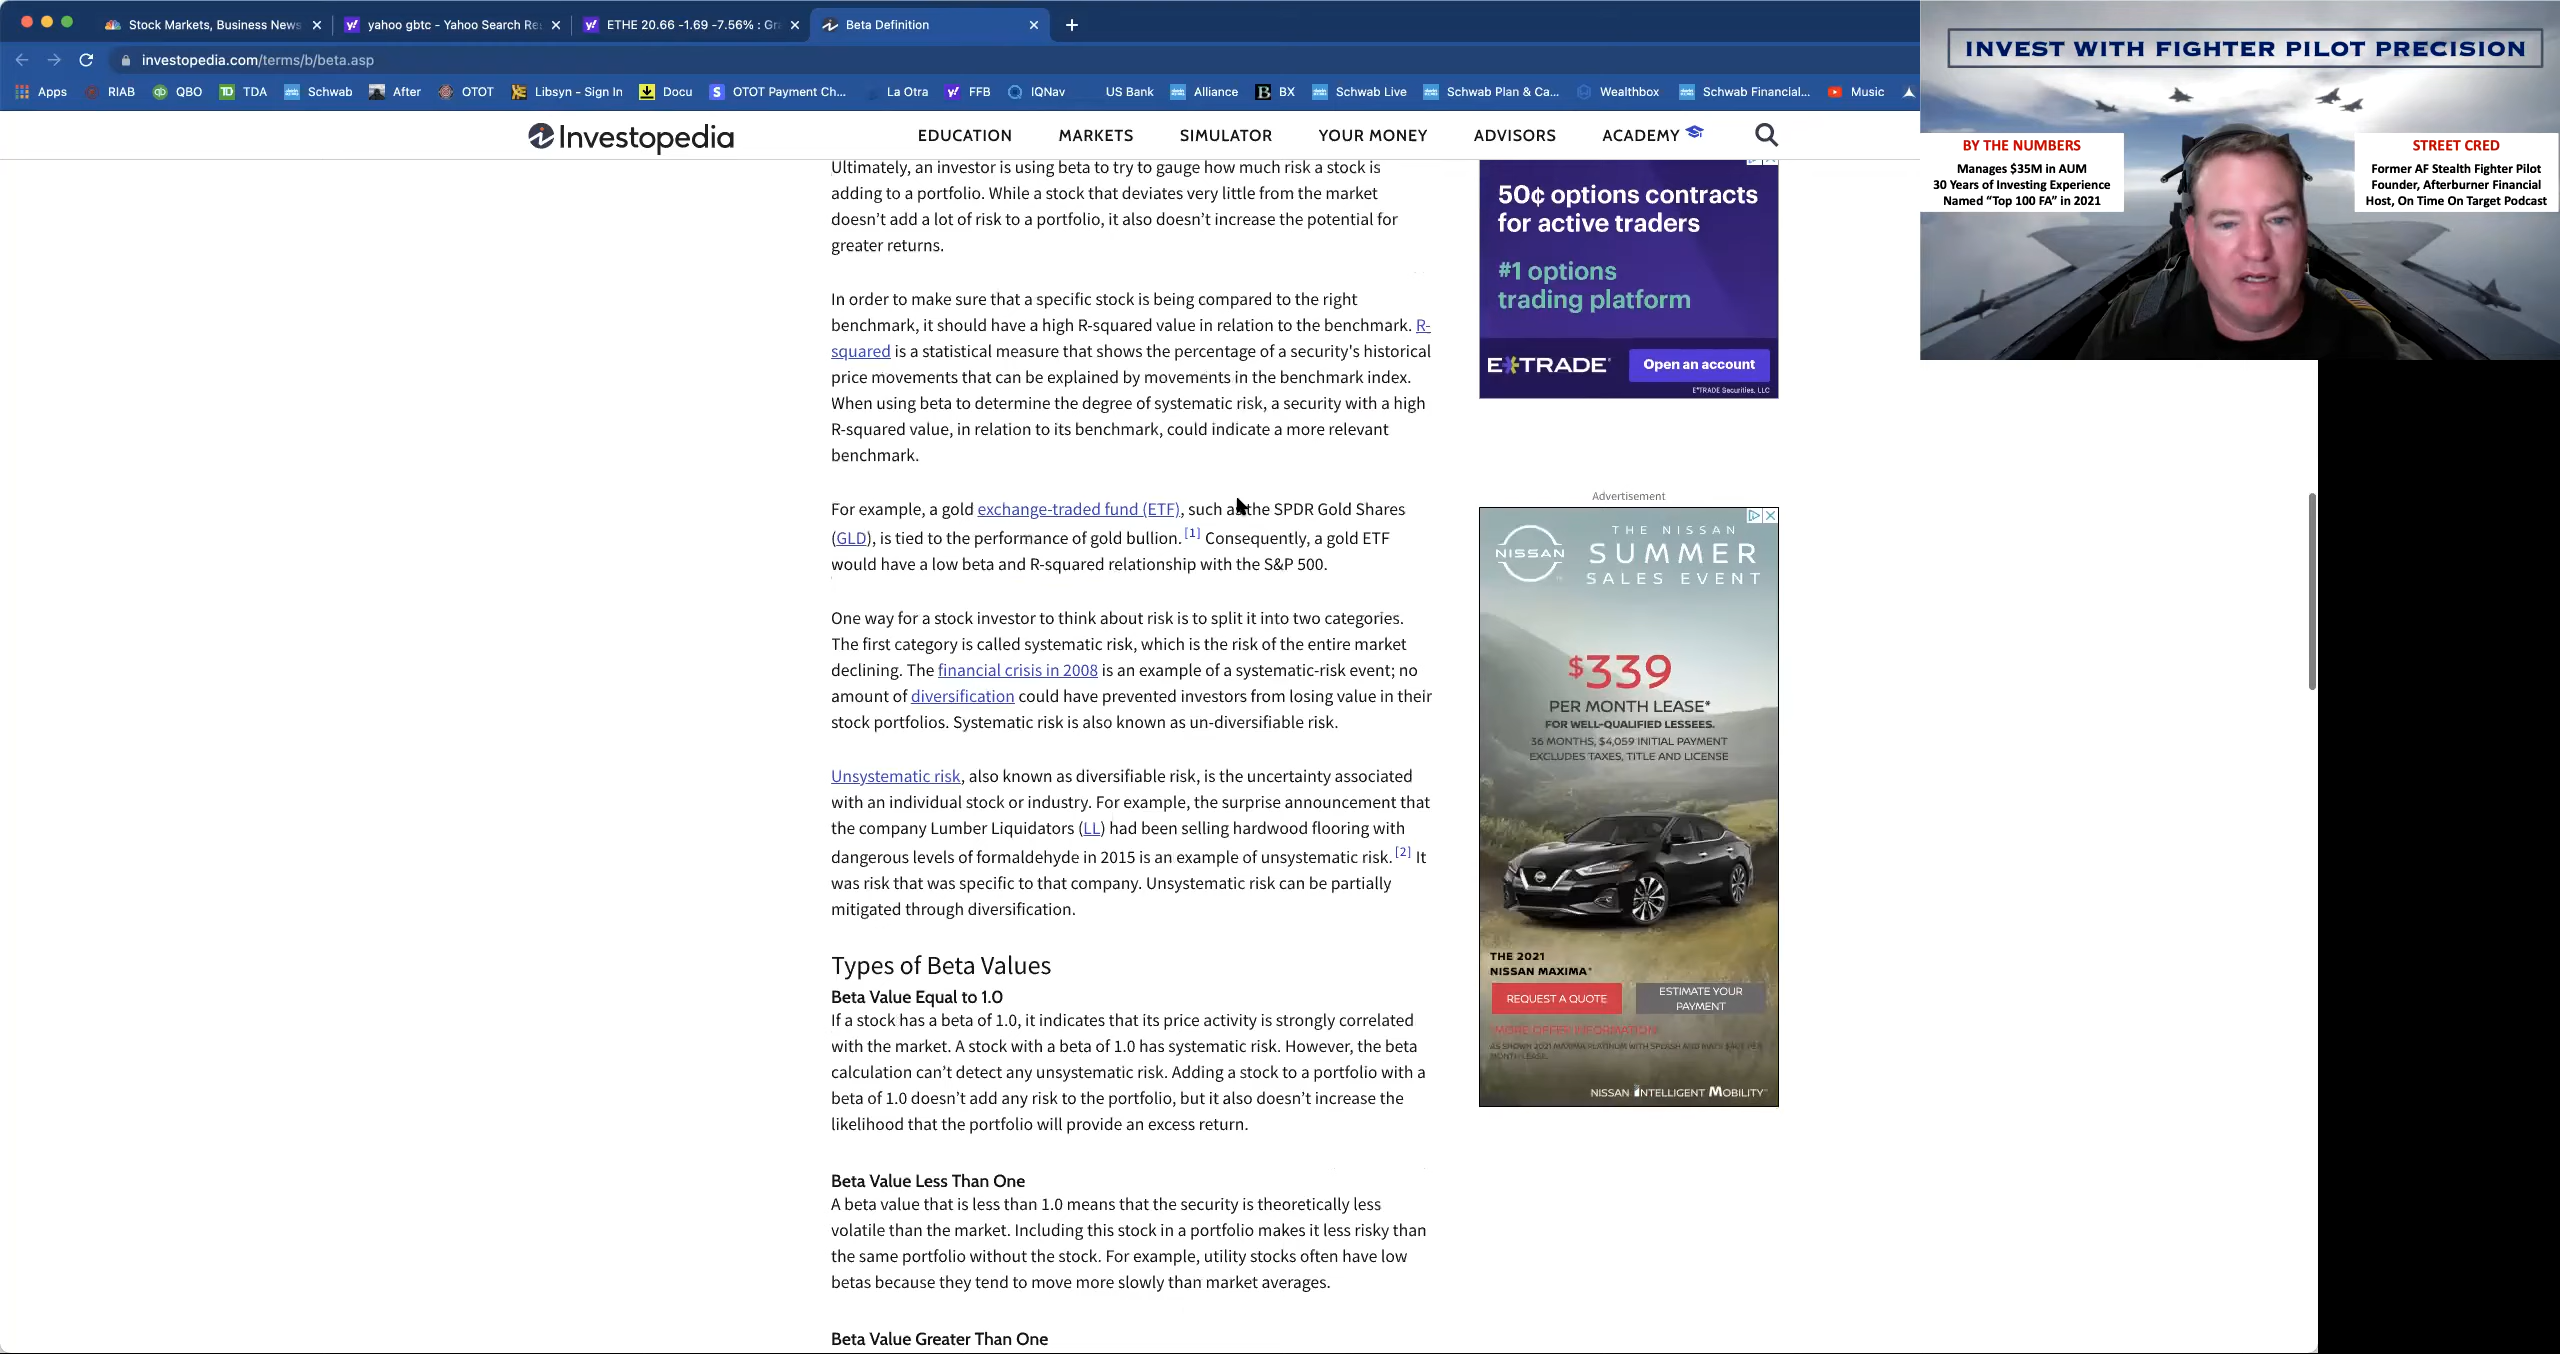 Stock Markets, Business News
yahoo gbtc - Yahoo Search Re
ETHE 20.66 -1.69 -7.56% : Gr
Beta Definition
investopedia.com/terms/b/beta.asp
Apps RIAB QBO TDA Schwab After OTOT Libsyn - Sign In Docu OTOT Payment Ch... La Otra FFB IQNav US Bank Alliance BX Schwab Live Schwab Plan & Ca... Wealthbox Schwab Financial... Music
INVEST WITH FIGHTER PILOT PRECISION
BY THE NUMBERS
Manages $35M in AUM
30 Years of Investing Experience
Named “Top 100 FA” in 2021
STREET CRED
Former AF Stealth Fighter Pilot
Founder, Afterburner Financial
Host, On Time On Target Podcast
Investopedia
EDUCATION MARKETS SIMULATOR YOUR MONEY ADVISORS ACADEMY
Ultimately, an investor is using beta to try to gauge how much risk a stock is
adding to a portfolio. While a stock that deviates very little from the market
doesn’t add a lot of risk to a portfolio, it also doesn’t increase the potential for
greater returns.
In order to make sure that a specific stock is being compared to the right
benchmark, it should have a high R-squared value in relation to the benchmark. R-
squared is a statistical measure that shows the percentage of a security's historical
price movements that can be explained by movements in the benchmark index.
When using beta to determine the degree of systematic risk, a security with a high
R-squared value, in relation to its benchmark, could indicate a more relevant
benchmark.
For example, a gold exchange-traded fund (ETF), such as the SPDR Gold Shares
(GLD), is tied to the performance of gold bullion. [1] Consequently, a gold ETF
would have a low beta and R-squared relationship with the S&P 500.
One way for a stock investor to think about risk is to split it into two categories.
The first category is called systematic risk, which is the risk of the entire market
declining. The financial crisis in 2008 is an example of a systematic-risk event; no
amount of diversification could have prevented investors from losing value in their
stock portfolios. Systematic risk is also known as un-diversifiable risk.
Unsystematic risk, also known as diversifiable risk, is the uncertainty associated
with an individual stock or industry. For example, the surprise announcement that
the company Lumber Liquidators (LL) had been selling hardwood flooring with
dangerous levels of formaldehyde in 2015 is an example of unsystematic risk. [2] It
was risk that was specific to that company. Unsystematic risk can be partially
mitigated through diversification.
Types of Beta Values
Beta Value Equal to 1.0
If a stock has a beta of 1.0, it indicates that its price activity is strongly correlated
with the market. A stock with a beta of 1.0 has systematic risk. However, the beta
calculation can’t detect any unsystematic risk. Adding a stock to a portfolio with a
beta of 1.0 doesn’t add any risk to the portfolio, but it also doesn’t increase the
likelihood that the portfolio will provide an excess return.
Beta Value Less Than One
A beta value that is less than 1.0 means that the security is theoretically less
volatile than the market. Including this stock in a portfolio makes it less risky than
the same portfolio without the stock. For example, utility stocks often have low
betas because they tend to move more slowly than market averages.
Beta Value Greater Than One
50¢ options contracts
for active traders
#1 options
trading platform
E*TRADE Open an account
E*TRADE Securities, LLC
Advertisement
NISSAN
THE NISSAN
SUMMER
SALES EVENT
$339
PER MONTH LEASE*
FOR WELL-QUALIFIED LESSEES.
36 MONTHS, $4,059 INITIAL PAYMENT
EXCLUDES TAXES, TITLE AND LICENSE
THE 2021
NISSAN MAXIMA*
REQUEST A QUOTE
ESTIMATE YOUR
PAYMENT
*MORE OFFER INFORMATION
NISSAN INTELLIGENT MOBILITY